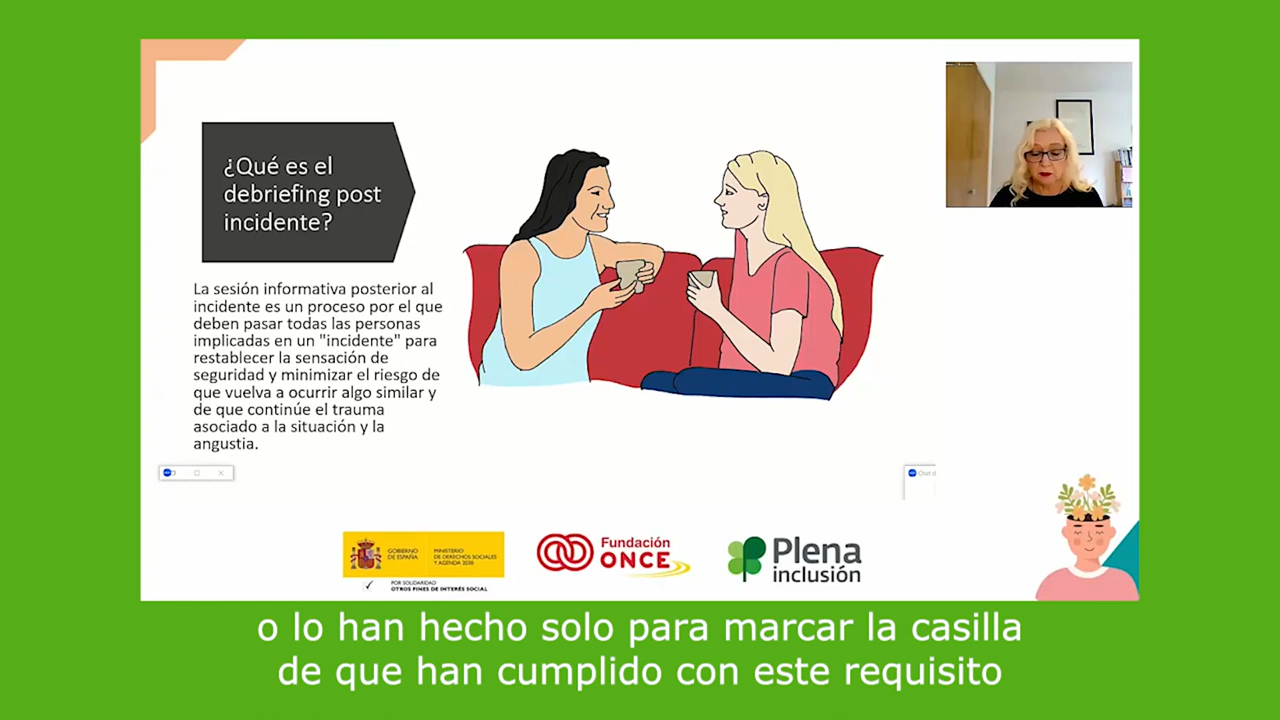 ¿Qué es el
debriefing post
incidente?
La sesión informativa posterior al
incidente es un proceso por el que
deben pasar todas las personas
implicadas en un "incidente" para
restablecer la sensación de
seguridad y minimizar el riesgo de
que vuelva a ocurrir algo similar y
de que continúe el trauma
asociado a la situación y la
angustia.
Chat d
GOBIERNO
DE ESPAÑA
MINISTERIO
DE DERECHOS SOCIALES
Y AGENDA 2030
POR SOLIDARIDAD
OTROS FINES DE INTERÉS SOCIAL
Fundación
ONCE
Plena
inclusión
o lo han hecho solo para marcar la casilla
de que han cumplido con este requisito